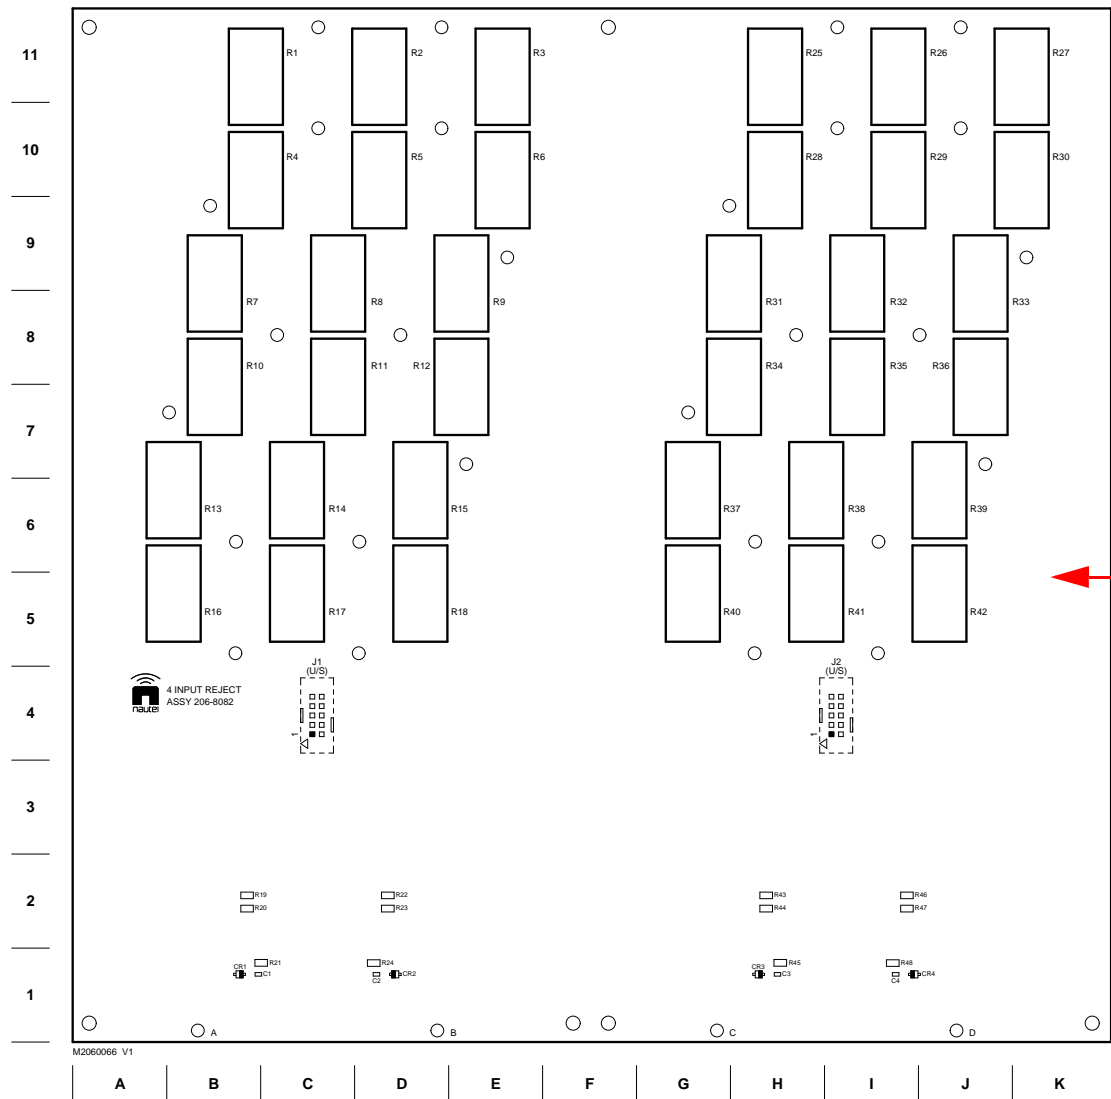 11
R1 R2 R3 R25 R26 R27
10
R4 R5 R6 R28 R29 R30
9
R7 R8 R9 R31 R32 R33
8
R10 R11 R12 R34 R35 R36
7
R13 R14 R15 R37 R38 R39
6
R16 R17 R18 R40 R41 R42
5
J1 J2
(U/S) (U/S)
4 INPUT REJECT
ASSY 206-8082
nautel
4
1 1
3
R19 R22 R43 R46
2
R20 R23 R44 R47
R21 R24 R45 R48
CR1 C1 C2 CR2 CR3 C3 C4 CR4
1
A B C D
M2060066 V1
A B C D E F G H I J K